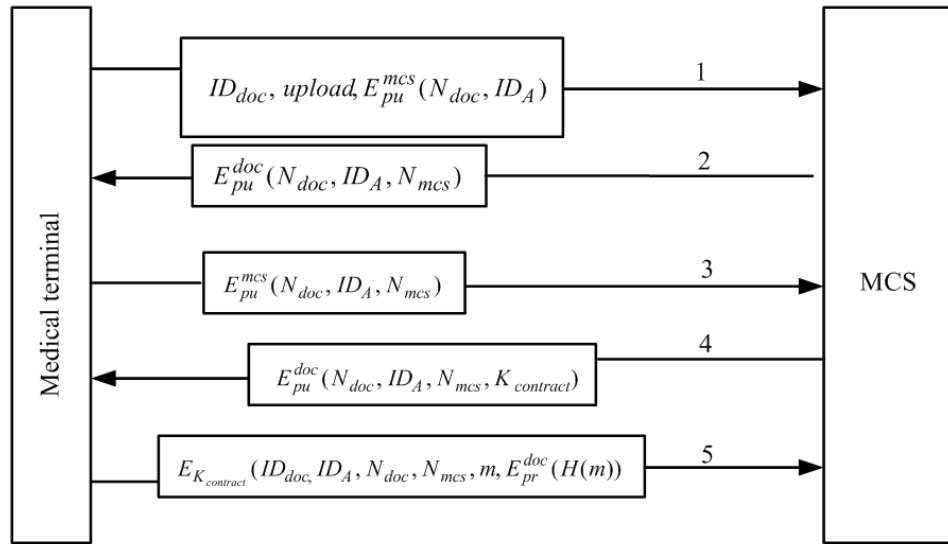 1
ID_doc, upload, E_pu^mcs(N_doc, ID_A)
2
E_pu^doc(N_doc, ID_A, N_mcs)
3
E_pu^mcs(N_doc, ID_A, N_mcs)
4
E_pu^doc(N_doc, ID_A, N_mcs, K_contract)
5
E_K_contract(ID_doc, ID_A, N_doc, N_mcs, m, E_pr^doc(H(m))
Medical terminal
MCS